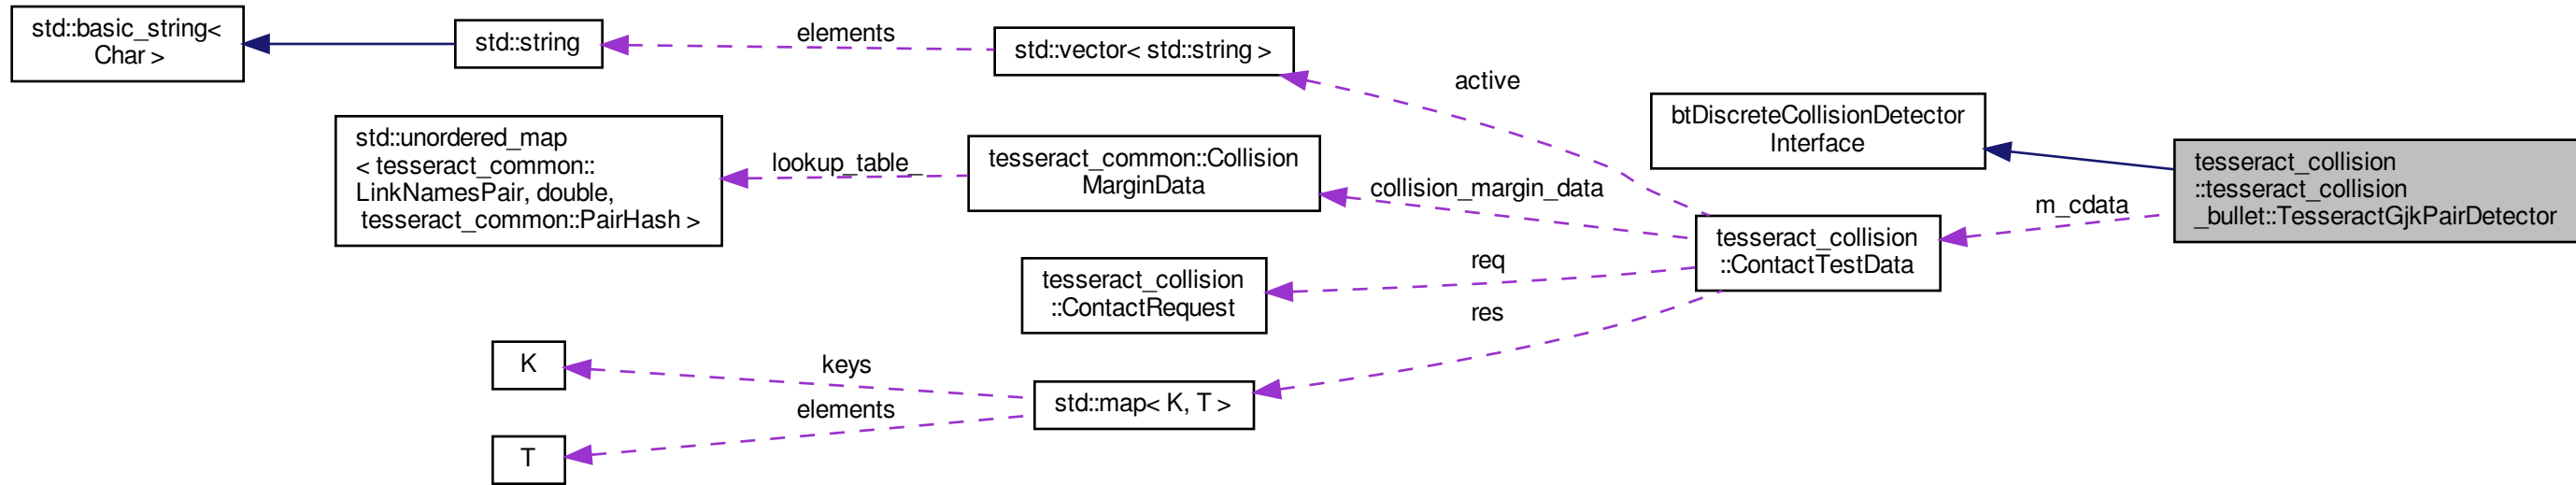 std::basic_string<
Char >
std::string
elements
std::vector< std::string >
active
btDiscreteCollisionDetector
Interface
std::unordered_map
< tesseract_common::
LinkNamesPair, double,
tesseract_common::PairHash >
lookup_table_
tesseract_common::Collision
MarginData
collision_margin_data
tesseract_collision
::tesseract_collision
_bullet::TesseractGjkPairDetector
m_cdata
tesseract_collision
::ContactTestData
req
tesseract_collision
::ContactRequest
res
K
keys
std::map< K, T >
elements
T